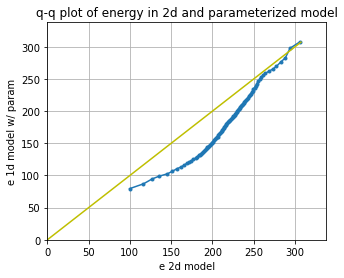 q-q plot of energy in 2d and parameterized model
300
250
200
150
100
50
0
0 50 100 150 200 250 300
e 1d model w/ param
e 2d model